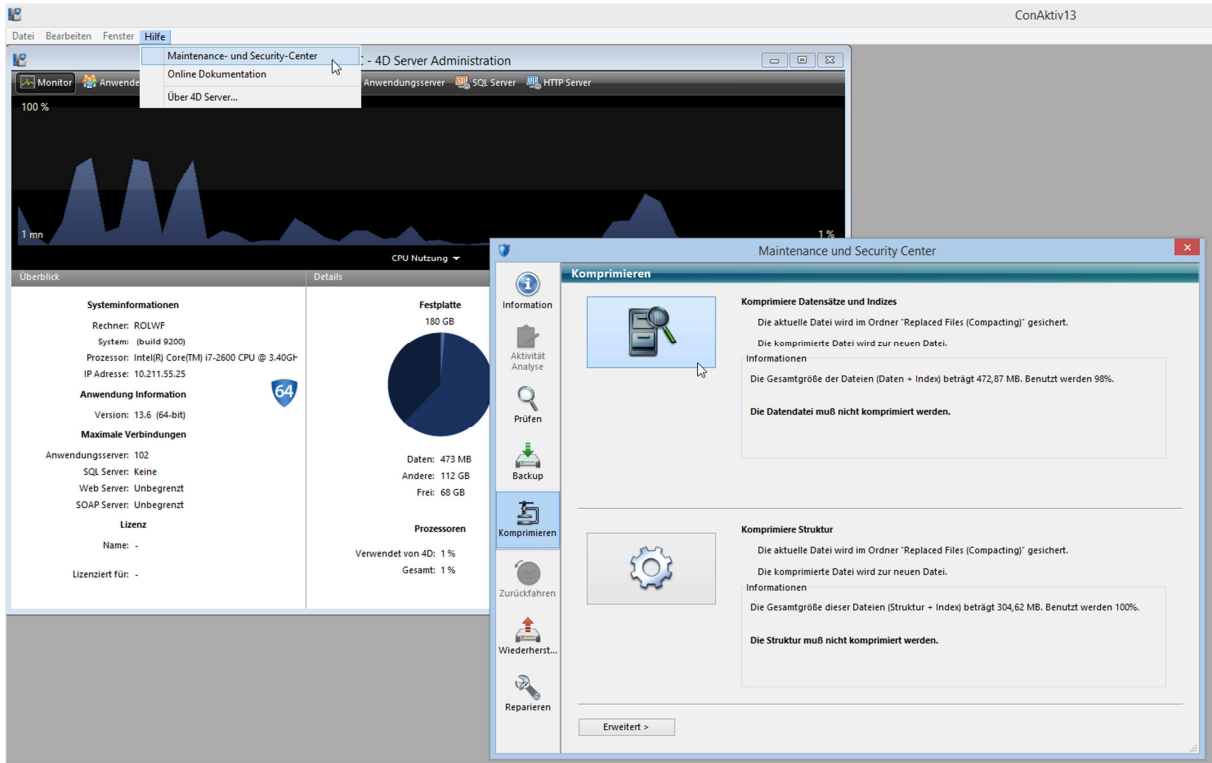 ConAktiv13
Datei Bearbeiten Fenster Hilfe
Maintenance- und Security-Center
Online Dokumentation
Über 4D Server...
- 4D Server Administration
Monitor Anwende Anwendungsserver SQL Server HTTP Server
100 %
1 mn 1 %
CPU Nutzung
Überblick Details
Systeminformationen
Rechner: ROLWF
System: (build 9200)
Prozessor: Intel(R) Core(TM) i7-2600 CPU @ 3.40GH
IP Adresse: 10.211.55.25
Anwendung Information
64
Version: 13.6 (64-bit)
Maximale Verbindungen
Anwendungsserver: 102
SQL Server: Keine
Web Server: Unbegrenzt
SOAP Server: Unbegrenzt
Lizenz
Name: -
Lizenziert für: -
Festplatte
180 GB
Daten: 473 MB
Andere: 112 GB
Frei: 68 GB
Prozessoren
Verwendet von 4D: 1 %
Gesamt: 1 %
Maintenance und Security Center
Information
Aktivität
Analyse
Prüfen
Backup
Komprimieren
Zurückfahren
Wiederherst...
Reparieren
Komprimieren
Komprimiere Datensätze und Indizes
Die aktuelle Datei wird im Ordner "Replaced Files (Compacting)" gesichert.
Die komprimierte Datei wird zur neuen Datei.
Informationen
Die Gesamtgröße der Dateien (Daten + Index) beträgt 472,87 MB. Benutzt werden 98%.
Die Datendatei muß nicht komprimiert werden.
Komprimiere Struktur
Die aktuelle Datei wird im Ordner "Replaced Files (Compacting)" gesichert.
Die komprimierte Datei wird zur neuen Datei.
Informationen
Die Gesamtgröße dieser Dateien (Struktur + Index) beträgt 304,62 MB. Benutzt werden 100%.
Die Struktur muß nicht komprimiert werden.
Erweitert >